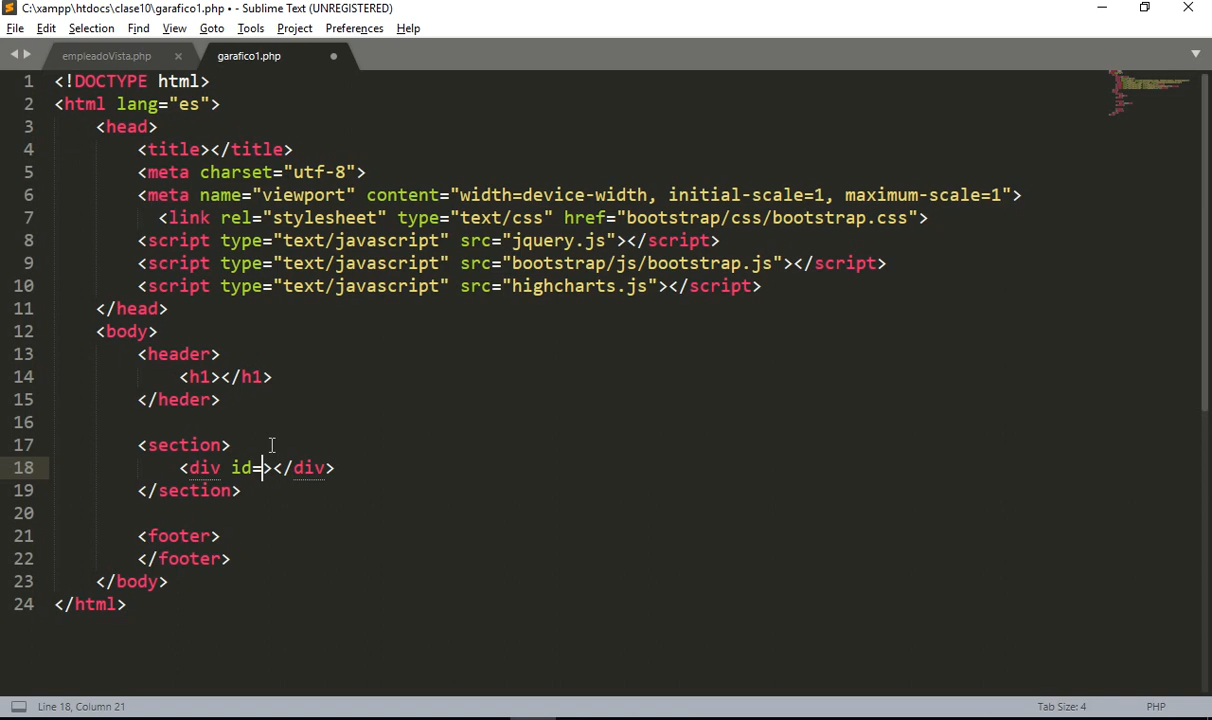 C:\xampp\htdocs\clase10\garafico1.php • - Sublime Text (UNREGISTERED)
File Edit Selection Find View Goto Tools Project Preferences Help
empleadoVista.php garafico1.php
1 <!DOCTYPE html>
2 <html lang="es">
3 <head>
4 <title></title>
5 <meta charset="utf-8">
6 <meta name="viewport" content="width=device-width, initial-scale=1, maximum-scale=1">
7 <link rel="stylesheet" type="text/css" href="bootstrap/css/bootstrap.css">
8 <script type="text/javascript" src="jquery.js"></script>
9 <script type="text/javascript" src="bootstrap/js/bootstrap.js"></script>
10 <script type="text/javascript" src="highcharts.js"></script>
11 </head>
12 <body>
13 <header>
14 <h1></h1>
15 </heder>
16
17 <section>
18 <div id=></div>
19 </section>
20
21 <footer>
22 </footer>
23 </body>
24 </html>
Line 18, Column 21 Tab Size: 4 PHP